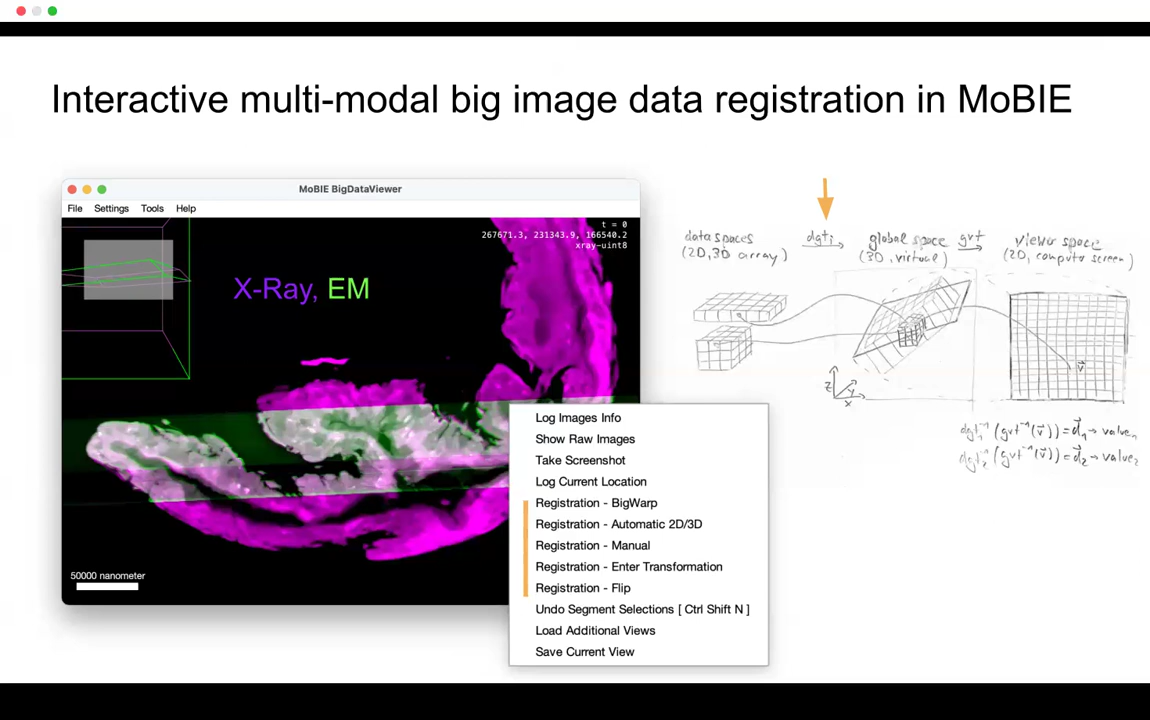 Interactive multi-modal big image data registration in MoBIE
MoBIE BigDataViewer
File Settings Tools Help
t = 0
267671.3, 231343.9, 166540.2
xray-uint8
X-Ray, EM
50000 nanometer
Log Images Info
Show Raw Images
Take Screenshot
Log Current Location
Registration - BigWarp
Registration - Automatic 2D/3D
Registration - Manual
Registration - Enter Transformation
Registration - Flip
Undo Segment Selections [ Ctrl Shift N ]
Load Additional Views
Save Current View
data spaces
(2D,3D array)
global space
(3D, virtual)
gvt
viewer space
(2D, computer screen)
z y
x
v